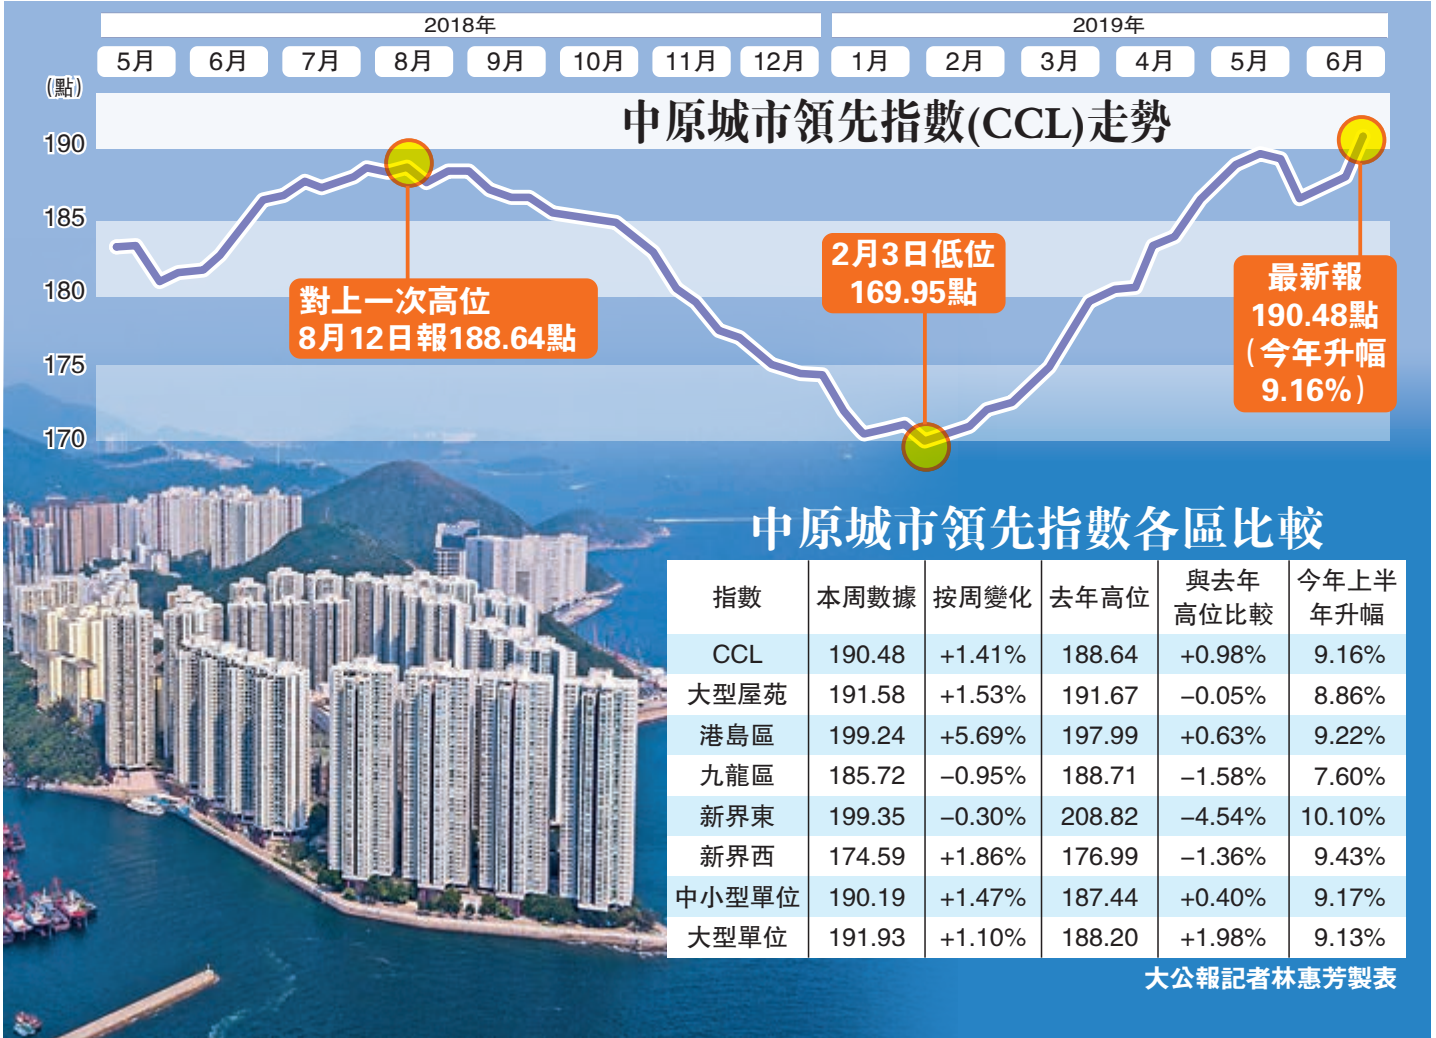 2018年 2019年
5月 6月 7月 8月 9月 10月 11月 12月 1月 2月 3月 4月 5月 6月
(點)
中原城市領先指數(CCL)走勢
190
185
180
175
170
對上一次高位
8月12日報188.64點
2月3日低位
169.95點
最新報
190.48點
(今年升幅
9.16%)
中原城市領先指數各區比較
指數 本周數據 按周變化 去年高位 與去年高位比較 今年上半年升幅
CCL 190.48 +1.41% 188.64 +0.98% 9.16%
大型屋苑 191.58 +1.53% 191.67 −0.05% 8.86%
港島區 199.24 +5.69% 197.99 +0.63% 9.22%
九龍區 185.72 −0.95% 188.71 −1.58% 7.60%
新界東 199.35 −0.30% 208.82 −4.54% 10.10%
新界西 174.59 +1.86% 176.99 −1.36% 9.43%
中小型單位 190.19 +1.47% 187.44 +0.40% 9.17%
大型單位 191.93 +1.10% 188.20 +1.98% 9.13%
大公報記者林惠芳製表